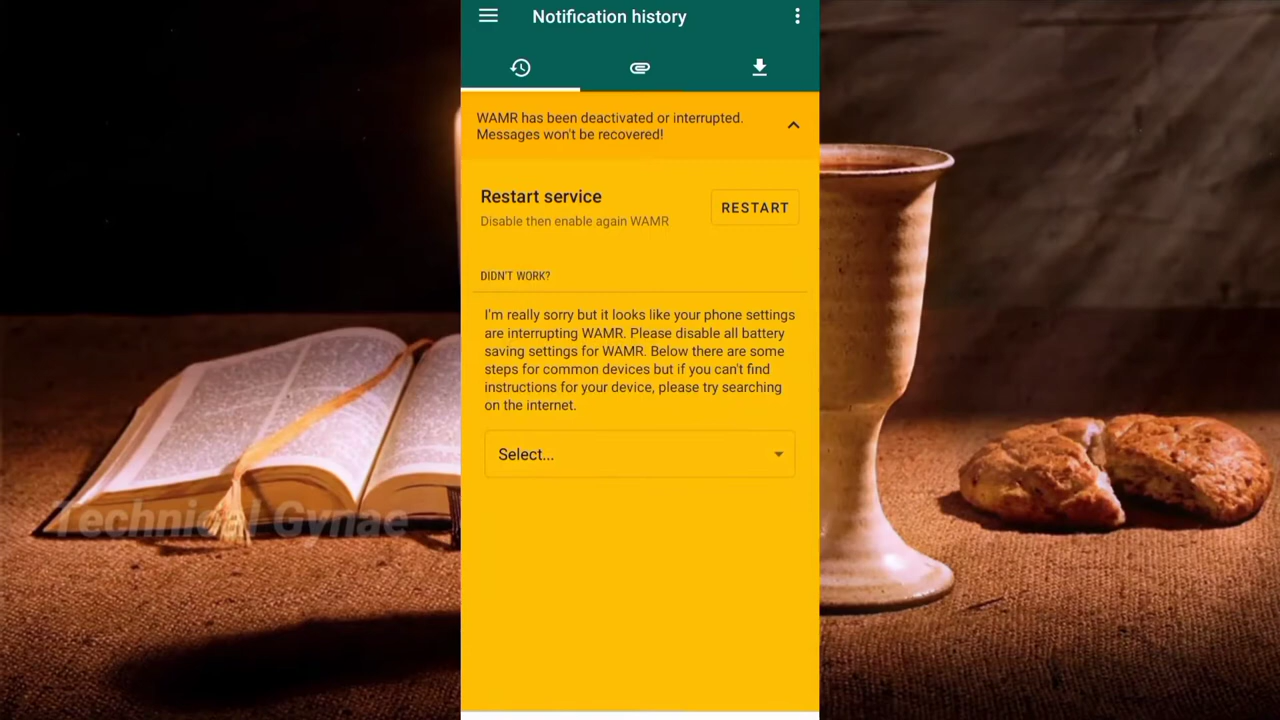 Notification history
WAMR has been deactivated or interrupted.
Messages won't be recovered!
Restart service
Disable then enable again WAMR
RESTART
DIDN'T WORK?
I'm really sorry but it looks like your phone settings
are interrupting WAMR. Please disable all battery
saving settings for WAMR. Below there are some
steps for common devices but if you can't find
instructions for your device, please try searching
on the internet.
Select...
Technical Gynae